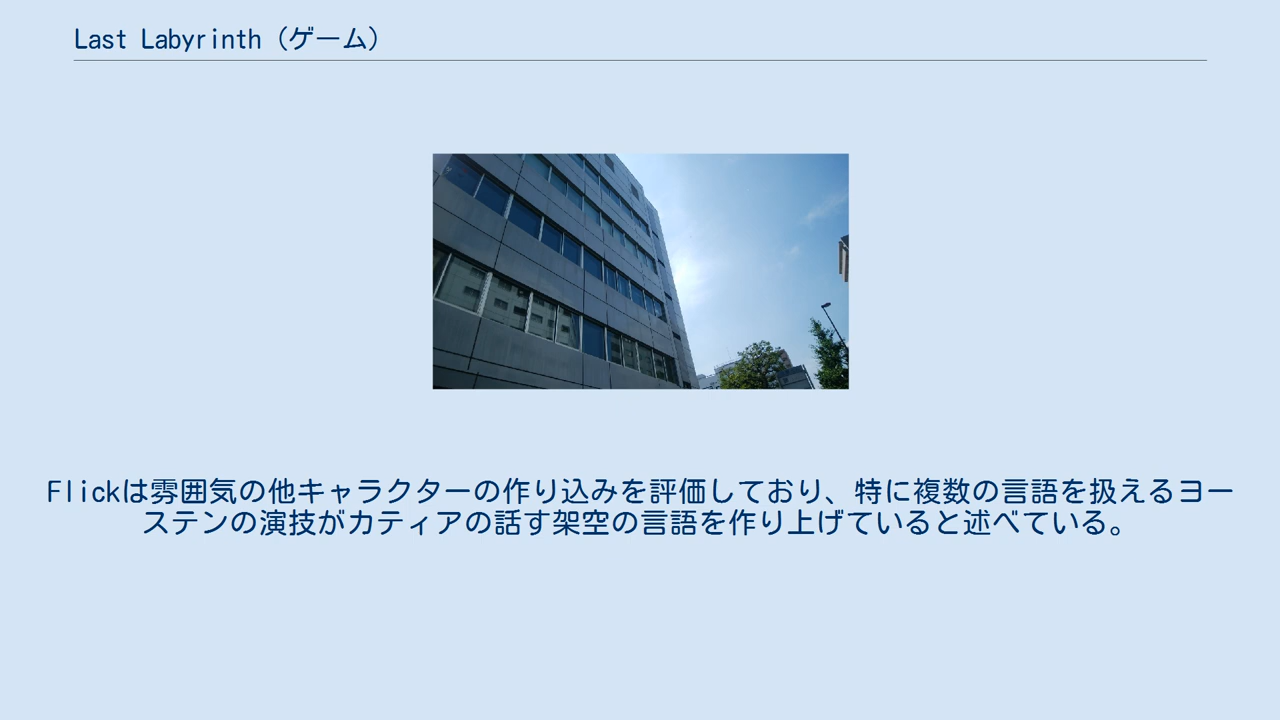 Last Labyrinth（ゲーム）
Flickは雰囲気の他キャラクターの作り込みを評価しており、特に複数の言語を扱えるヨー
ステンの演技がカティアの話す架空の言語を作り上げていると述べている。